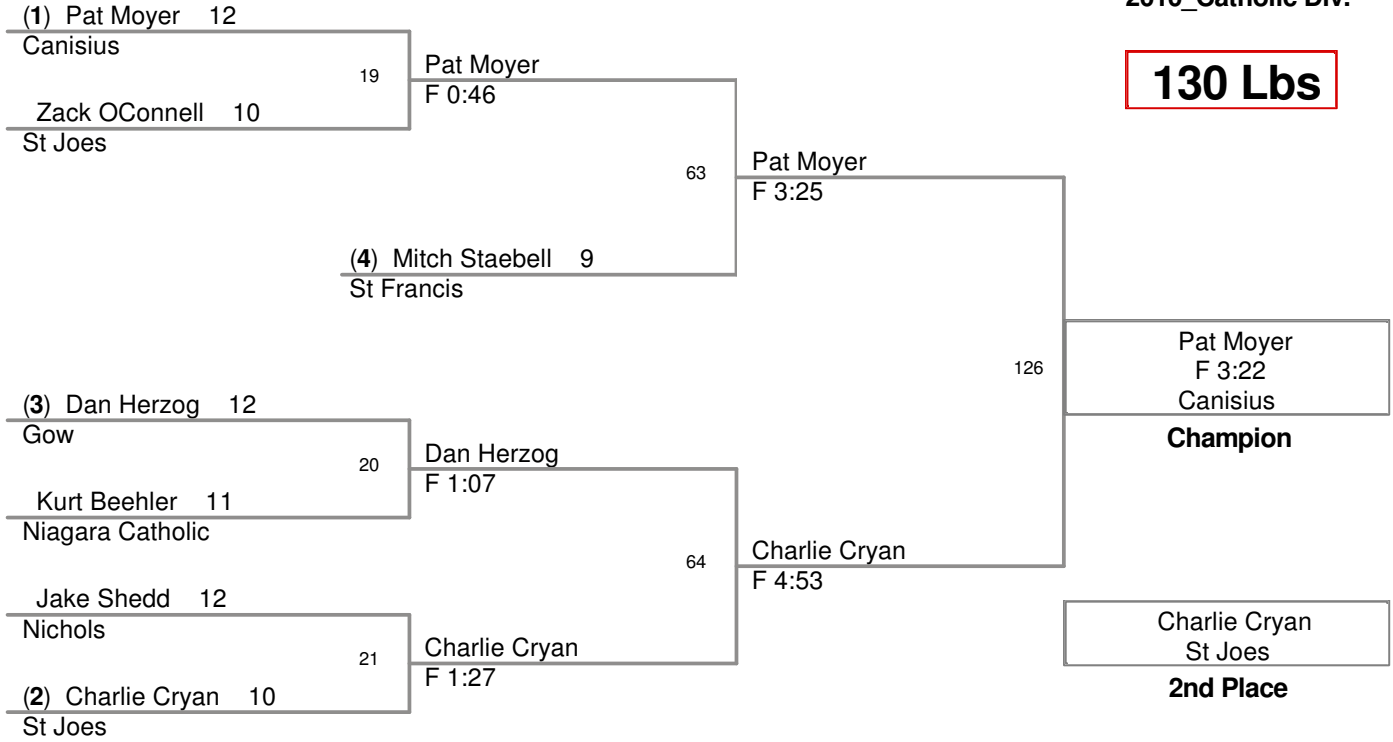 2010_Catholic Div.
130 Lbs
(1) Pat Moyer 12
Canisius
19
Zack OConnell 10
St Joes
Pat Moyer
F 0:46
63
(4) Mitch Staebell 9
St Francis
Pat Moyer
F 3:25
(3) Dan Herzog 12
Gow
20
Kurt Beehler 11
Niagara Catholic
Dan Herzog
F 1:07
64
Jake Shedd 12
Nichols
21
(2) Charlie Cryan 10
St Joes
Charlie Cryan
F 1:27
Charlie Cryan
F 4:53
126
Pat Moyer
F 3:22
Canisius
Champion
Charlie Cryan
St Joes
2nd Place